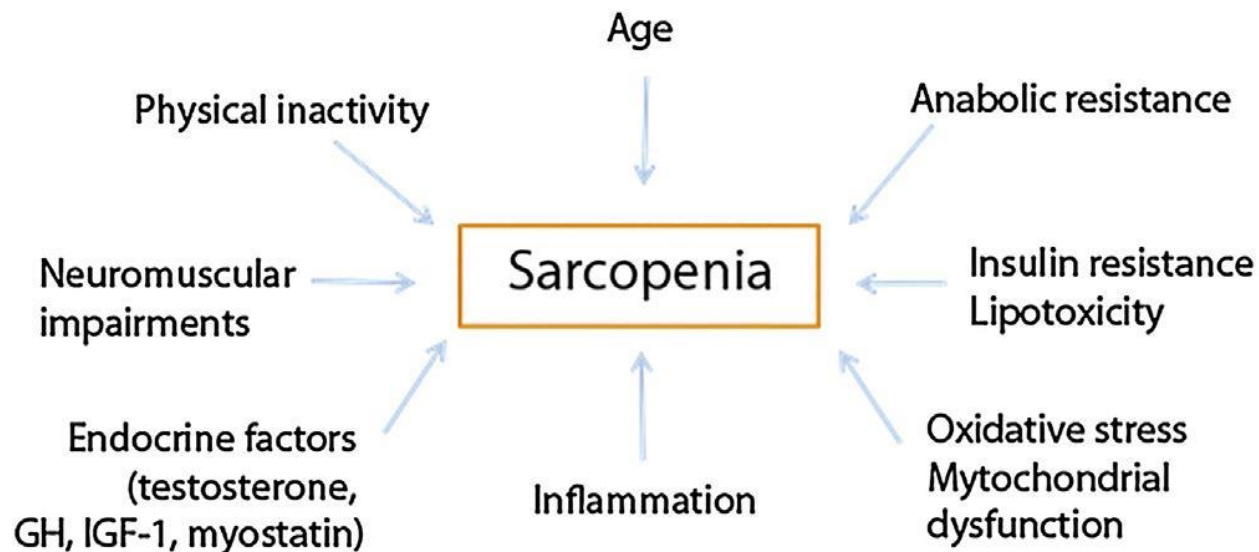 Age
Physical inactivity
Anabolic resistance
Sarcopenia
Neuromuscular
impairments
Insulin resistance
Lipotoxicity
Endocrine factors
(testosterone,
GH, IGF-1, myostatin)
Inflammation
Oxidative stress
Mytochondrial
dysfunction